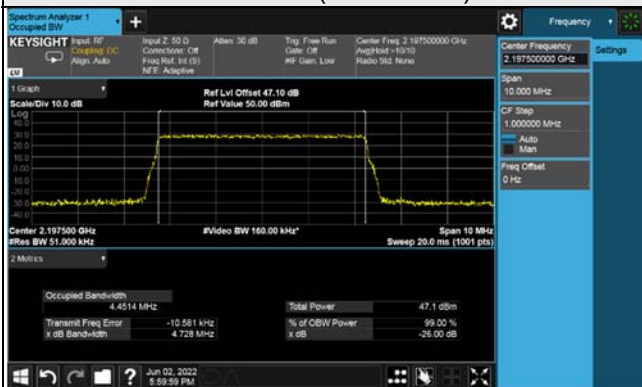 Spectrum Analyzer 1
Occupied BW
+
Frequency
KEYSIGHT Input: RF
Coupling: DC
Align: Auto
Input Z: 50 Ω
Corrections: Off
Freq Ref: Int (S)
NFE: Adaptive
Atten: 30 dB
Trig: Free Run
Gate: Off
#IF Gain: Low
Center Freq: 2.197500000 GHz
Avg|Hold:>10/10
Radio Std: None
LXI
Center Frequency
2.197500000 GHz
Settings
Span
10.000 MHz
CF Step
1.000000 MHz
Auto
Man
Freq Offset
0 Hz
1 Graph
Scale/Div 10.0 dB
Ref Lvl Offset 47.10 dB
Ref Value 50.00 dBm
Log
40.0
30.0
20.0
10.0
0.00
-10.0
-20.0
-30.0
-40.0
Center 2.197500 GHz
#Res BW 51.000 kHz
#Video BW 160.00 kHz*
Span 10 MHz
Sweep 20.0 ms (1001 pts)
2 Metrics
Occupied Bandwidth
4.4514 MHz
Total Power
47.1 dBm
Transmit Freq Error
-10.581 kHz
% of OBW Power
99.00 %
x dB Bandwidth
4.728 MHz
x dB
-26.00 dB
?
Jun 02, 2022
5:59:59 PM